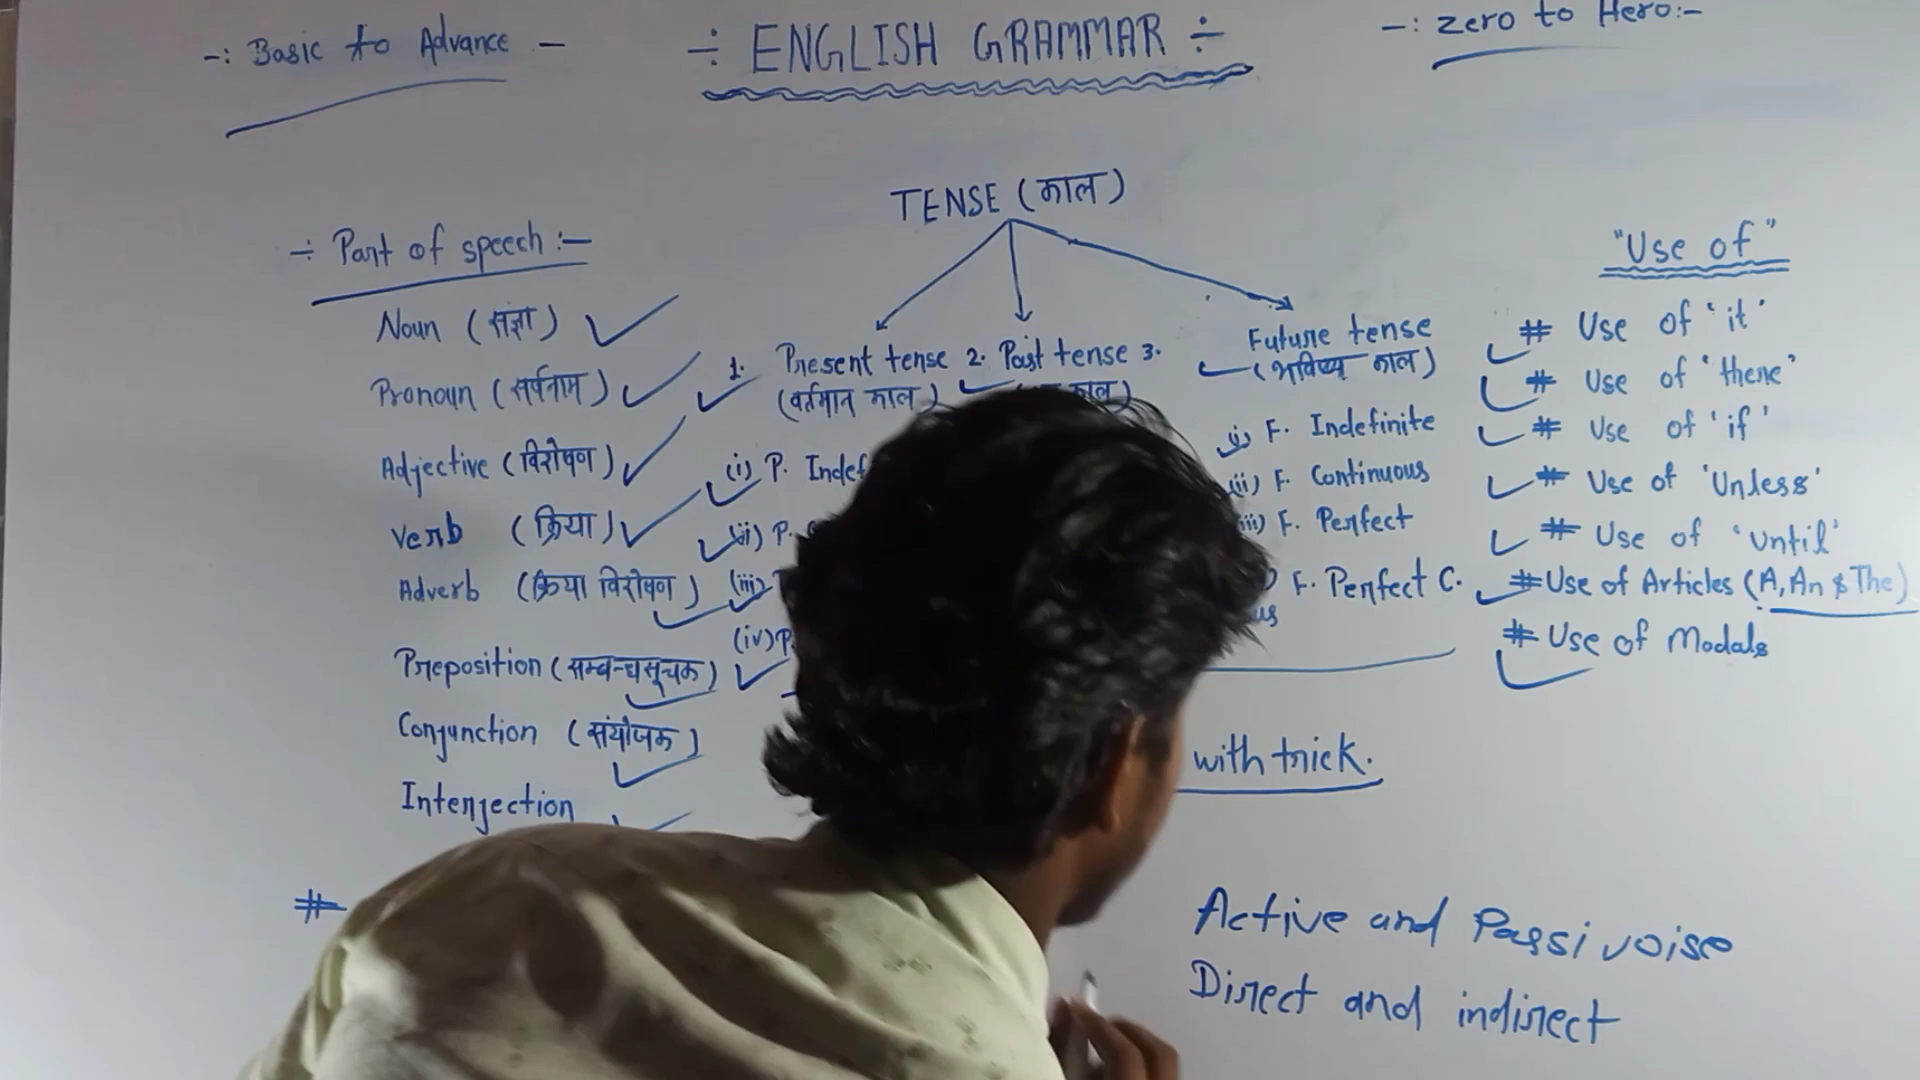 -: Basic to Advance -
÷ ENGLISH GRAMMAR ÷
-: zero to Hero:-
TENSE (काल)
÷ Part of speech :-
Noun (संज्ञा)
Pronoun (सर्वनाम)
Adjective (विशेषण)
Verb (क्रिया)
Adverb (क्रिया विशेषण)
Preposition (सम्बन्धसूचक)
Conjunction (संयोजक)
Interjection
#
1. Present tense 2. Past tense 3.
(वर्तमान काल) काल)
(i) P.
(ii) P.
(iii)
(iv) P.
Future tense
(भविष्य काल)
(i) F. Indefinite
(ii) F. Continuous
(iii) F. Perfect
F. Perfect C.
with trick.
"Use of"
# Use of 'it'
# Use of 'there'
# Use of 'if'
# Use of 'Unless'
# Use of 'until'
# Use of Articles (A, An & The)
# Use of Modals
Active and Passi voise
Direct and indirect